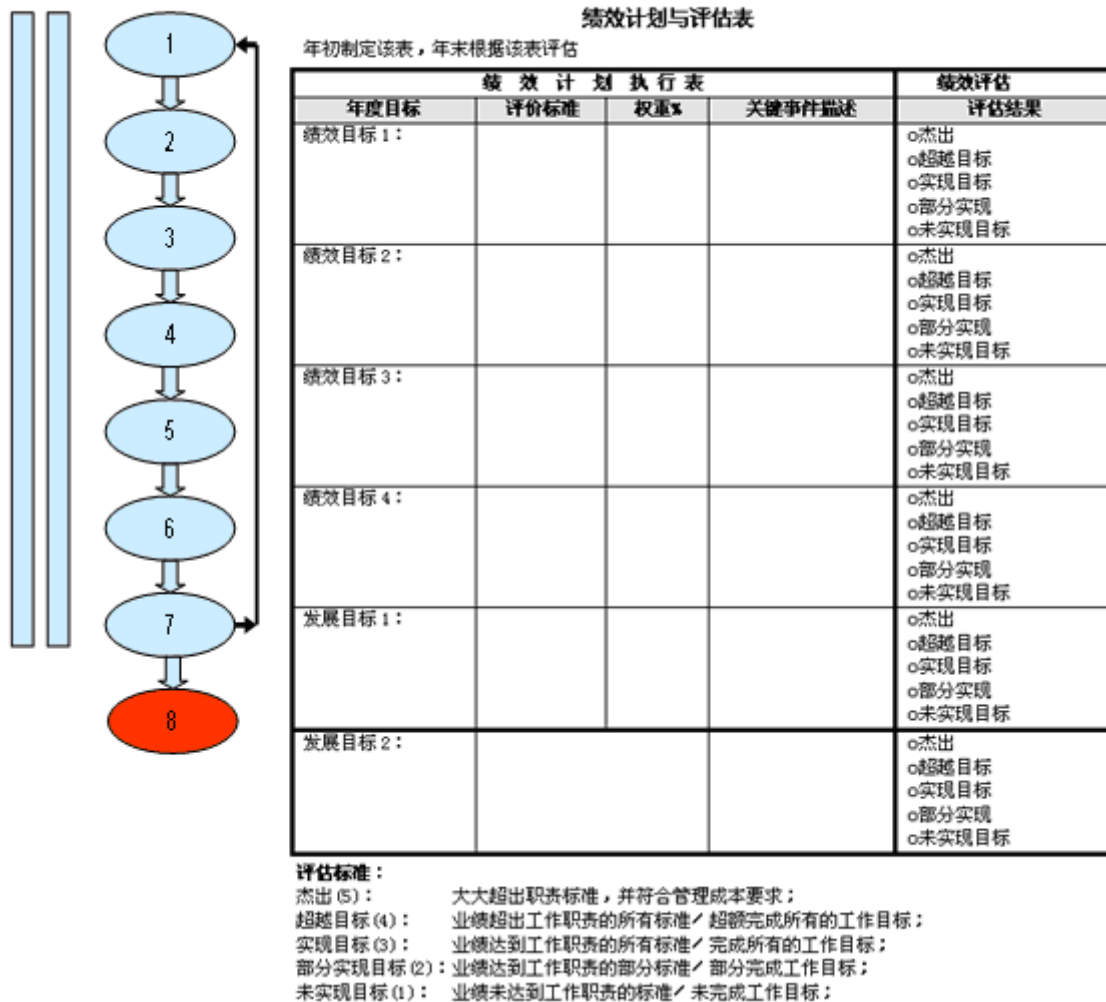 1
2
3
4
5
6
7
8
绩效计划与评估表
年初制定该表，年末根据该表评估
绩 效 计 划 执 行 表 绩效评估
年度目标 评价标准 权重% 关键事件描述 评估结果
绩效目标1： o杰出
o超越目标
o实现目标
o部分实现
o未实现目标
绩效目标2： o杰出
o超越目标
o实现目标
o部分实现
o未实现目标
绩效目标3： o杰出
o超越目标
o实现目标
o部分实现
o未实现目标
绩效目标4： o杰出
o超越目标
o实现目标
o部分实现
o未实现目标
发展目标1： o杰出
o超越目标
o实现目标
o部分实现
o未实现目标
发展目标2： o杰出
o超越目标
o实现目标
o部分实现
o未实现目标
评估标准：
杰出(5)： 大大超出职责标准，并符合管理成本要求；
超越目标(4)： 业绩超出工作职责的所有标准/ 超额完成所有的工作目标；
实现目标(3)： 业绩达到工作职责的所有标准/ 完成所有的工作目标；
部分实现目标(2)：业绩达到工作职责的部分标准/ 部分完成工作目标；
未实现目标(1)： 业绩未达到工作职责的标准/ 未完成工作目标；